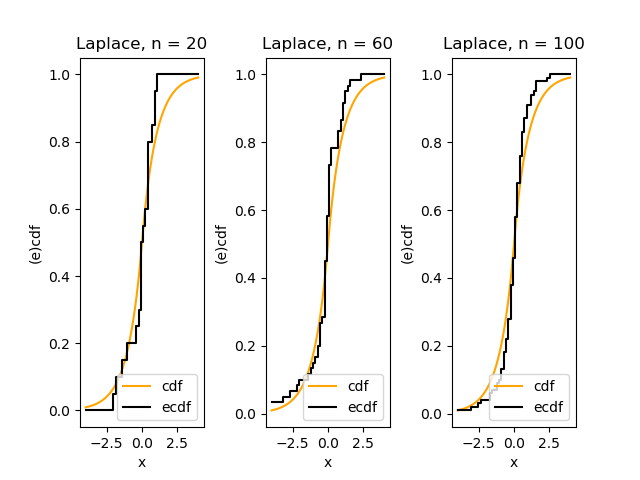 Laplace, n = 20
1.0
0.8
0.6
0.4
0.2
0.0
(e)cdf
−2.5 0.0 2.5
x
cdf
ecdf
Laplace, n = 60
1.0
0.8
0.6
0.4
0.2
0.0
(e)cdf
−2.5 0.0 2.5
x
cdf
ecdf
Laplace, n = 100
1.0
0.8
0.6
0.4
0.2
0.0
(e)cdf
−2.5 0.0 2.5
x
cdf
ecdf